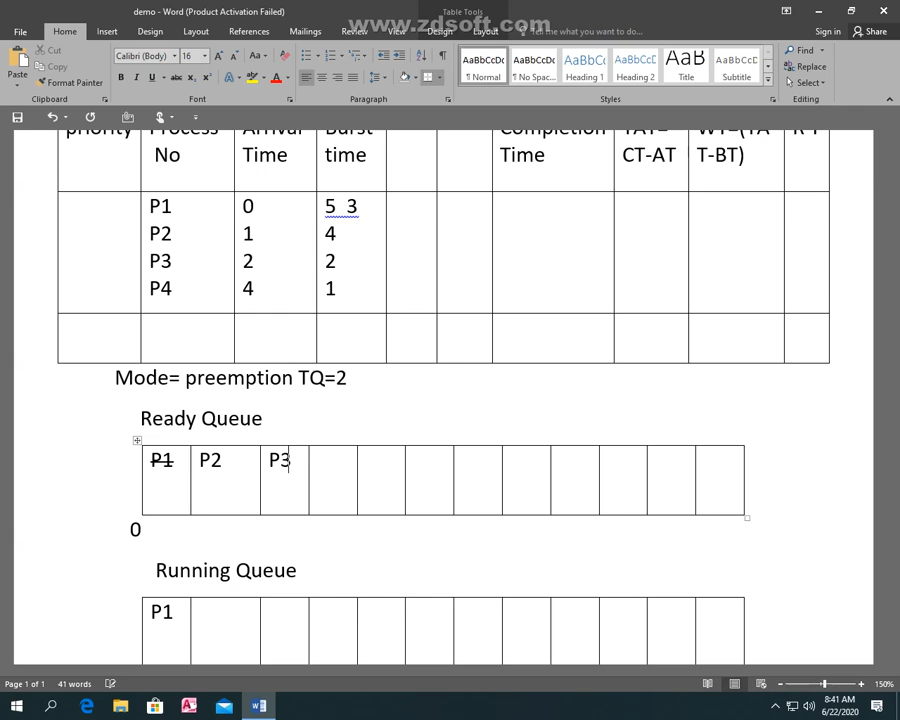 demo - Word (Product Activation Failed)
Table Tools
www.zdsoft.com
File Home Insert Design Layout References Mailings Review View Design Layout Tell me what you want to do... Sign in Share
Cut
Copy
Format Painter
Paste
Calibri (Body) 16
Find
Replace
Select
AaBbCcDc AaBbCcDc AaBbCc AaBbCcD AaB AaBbCcD
¶ Normal ¶ No Spac... Heading 1 Heading 2 Title Subtitle
Clipboard Font Paragraph Styles Editing
priority Process Arrival Burst Completion TAT= WT=(TA R T
No Time time Time CT-AT T-BT)
P1 0 5 3
P2 1 4
P3 2 2
P4 4 1
Mode= preemption TQ=2
Ready Queue
P1 P2 P3
0
Running Queue
P1
Page 1 of 1 41 words 150%
8:41 AM
6/22/2020